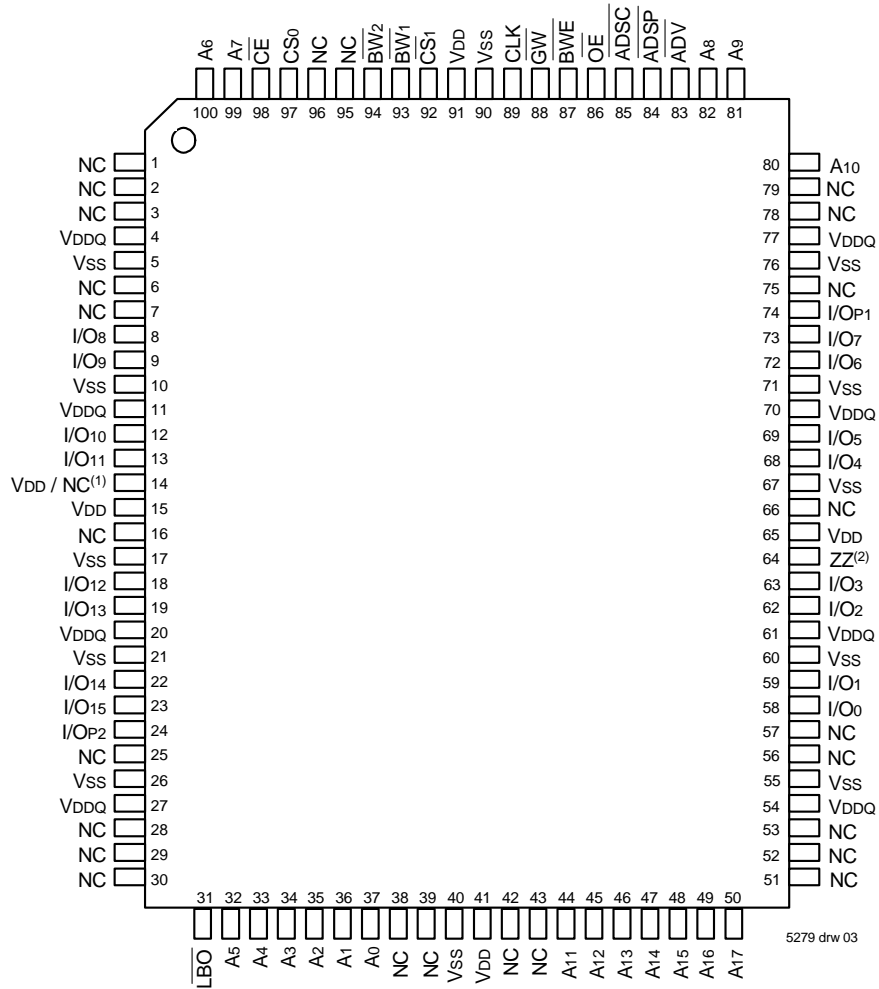 A6 A7 CE CS0 NC NC BW2 BW1 CS1 VDD VSS CLK GW BWE OE ADSC ADSP ADV A8 A9
100 99 98 97 96 95 94 93 92 91 90 89 88 87 86 85 84 83 82 81
NC 1 80 A10
NC 2 79 NC
NC 3 78 NC
VDDQ 4 77 VDDQ
VSS 5 76 VSS
NC 6 75 NC
NC 7 74 I/OP1
I/O8 8 73 I/O7
I/O9 9 72 I/O6
VSS 10 71 VSS
VDDQ 11 70 VDDQ
I/O10 12 69 I/O5
I/O11 13 68 I/O4
VDD / NC(1) 14 67 VSS
VDD 15 66 NC
NC 16 65 VDD
VSS 17 64 ZZ(2)
I/O12 18 63 I/O3
I/O13 19 62 I/O2
VDDQ 20 61 VDDQ
VSS 21 60 VSS
I/O14 22 59 I/O1
I/O15 23 58 I/O0
I/OP2 24 57 NC
NC 25 56 NC
VSS 26 55 VSS
VDDQ 27 54 VDDQ
NC 28 53 NC
NC 29 52 NC
NC 30 51 NC
31 32 33 34 35 36 37 38 39 40 41 42 43 44 45 46 47 48 49 50
LBO A5 A4 A3 A2 A1 A0 NC NC VSS VDD NC NC A11 A12 A13 A14 A15 A16 A17
5279 drw 03